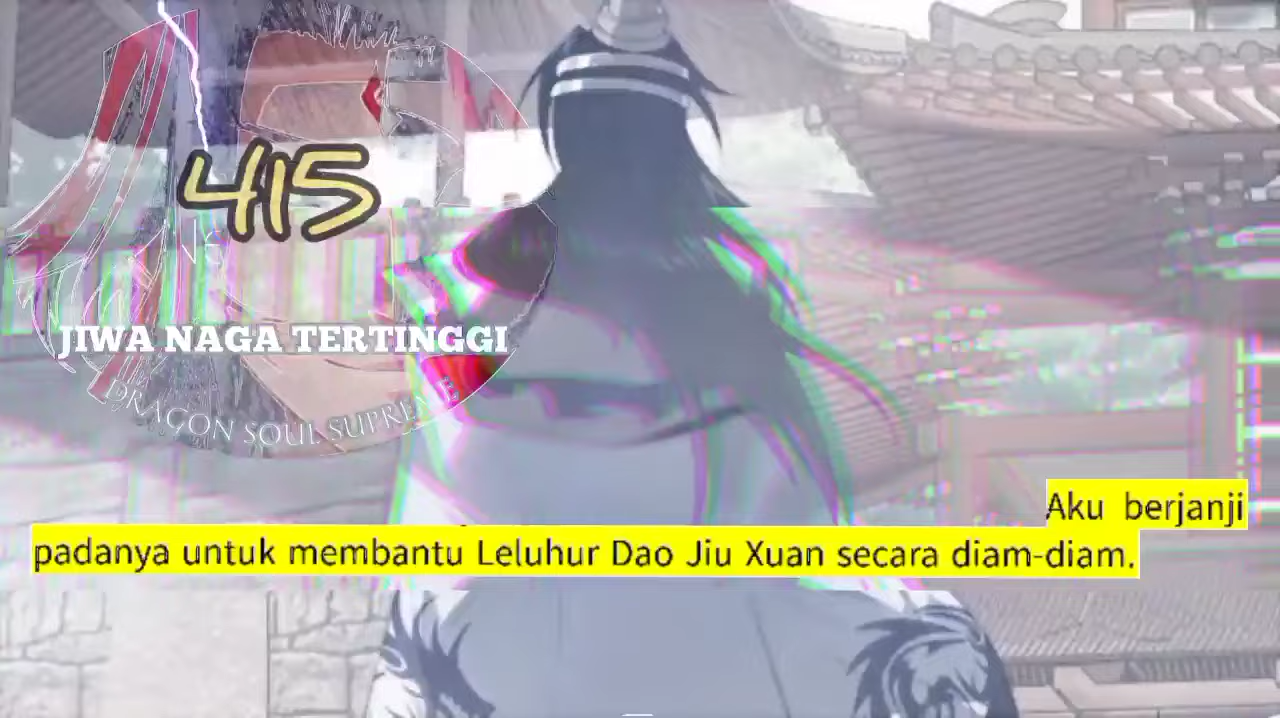 415
JIWA NAGA TERTINGGI
DRAGON SOUL SUPREME
Aku berjanji
padanya untuk membantu Leluhur Dao Jiu Xuan secara diam-diam.